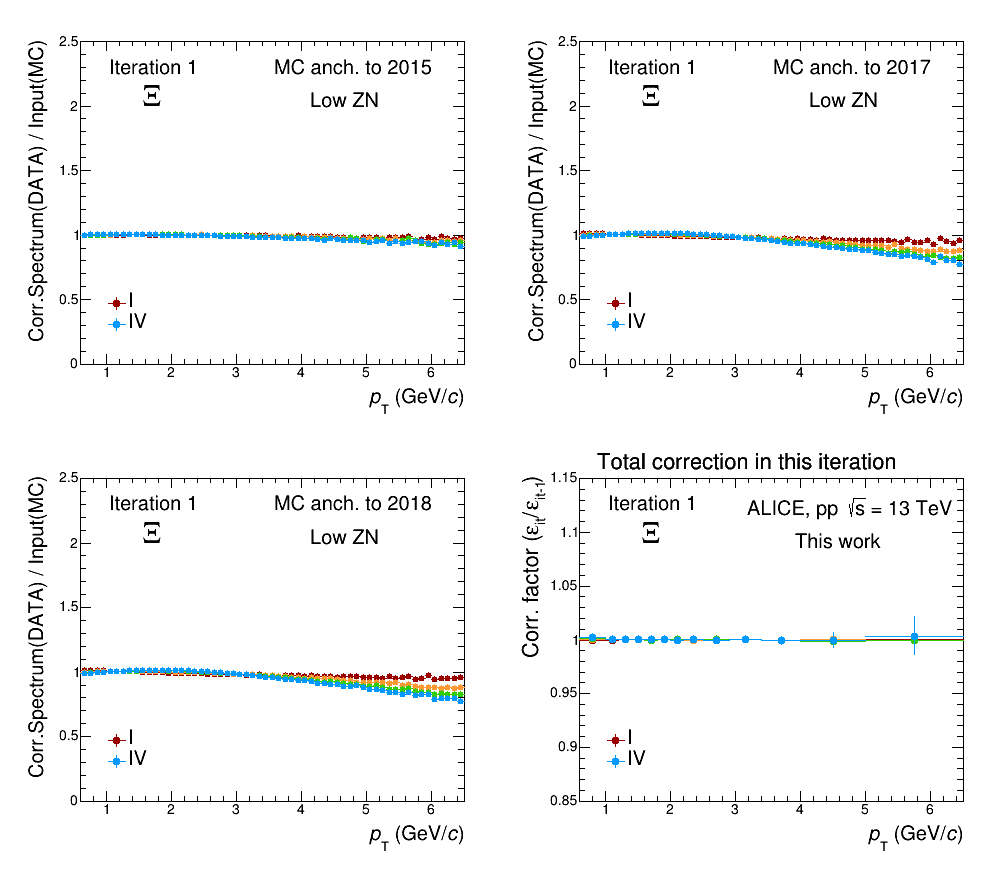 Corr.Spectrum(DATA) / Input(MC)
2.5
2
1.5
1
0.5
0
Iteration 1
MC anch. to 2015
Ξ
Low ZN
I
IV
1 2 3 4 5 6
p_T (GeV/c)
Corr.Spectrum(DATA) / Input(MC)
2.5
2
1.5
1
0.5
0
Iteration 1
MC anch. to 2017
Ξ
Low ZN
I
IV
1 2 3 4 5 6
p_T (GeV/c)
Corr.Spectrum(DATA) / Input(MC)
2.5
2
1.5
1
0.5
0
Iteration 1
MC anch. to 2018
Ξ
Low ZN
I
IV
1 2 3 4 5 6
p_T (GeV/c)
Total correction in this iteration
Corr. factor (ε_it/ε_it-1)
1.15
1.1
1.05
1
0.95
0.9
0.85
Iteration 1
ALICE, pp √s = 13 TeV
Ξ
This work
I
IV
1 2 3 4 5 6
p_T (GeV/c)